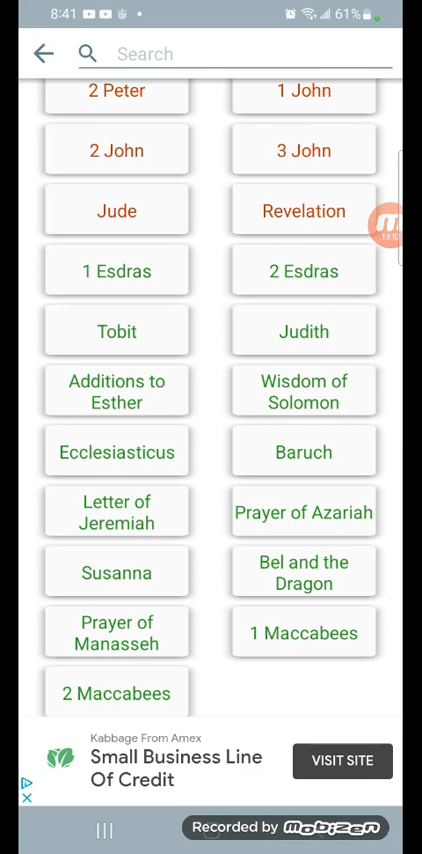 8:41
61%
Search
2 Peter
1 John
2 John
3 John
Jude
Revelation
13:5
1 Esdras
2 Esdras
Tobit
Judith
Additions to
Esther
Wisdom of
Solomon
Ecclesiasticus
Baruch
Letter of
Jeremiah
Prayer of Azariah
Susanna
Bel and the
Dragon
Prayer of
Manasseh
1 Maccabees
2 Maccabees
Kabbage From Amex
Small Business Line
Of Credit
VISIT SITE
Recorded by Mobizen